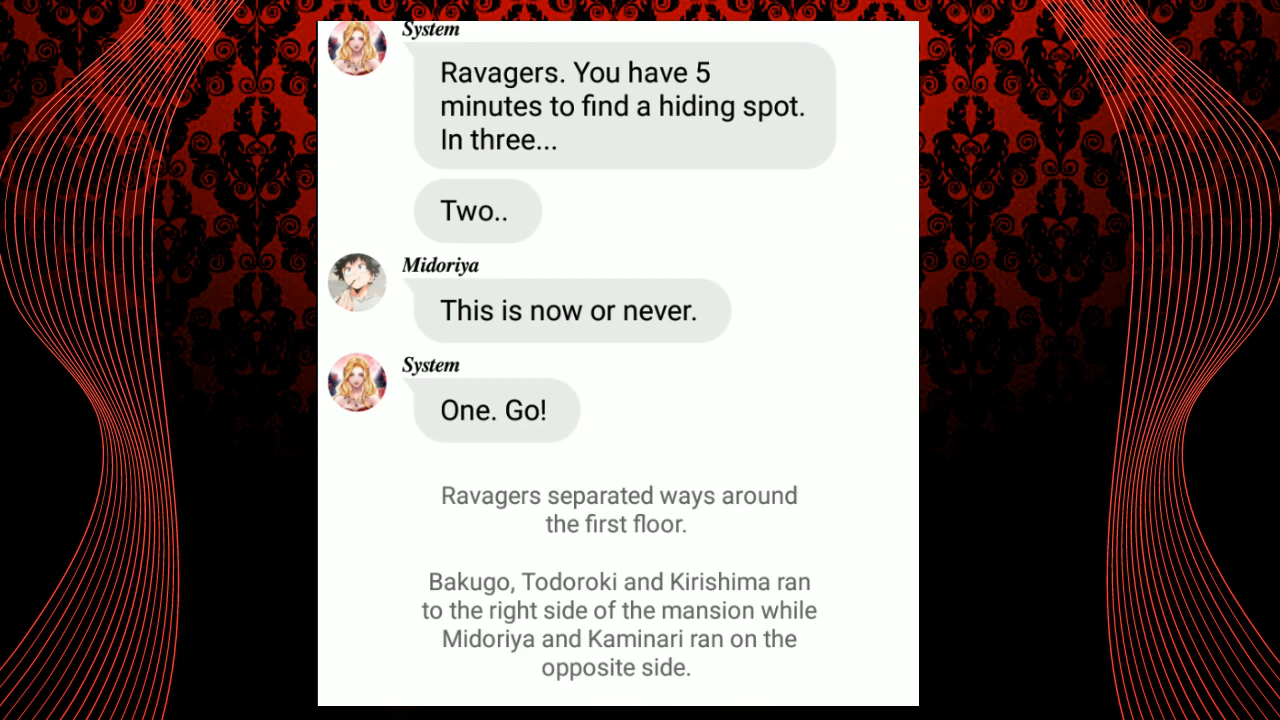 System
Ravagers. You have 5
minutes to find a hiding spot.
In three...
Two..
Midoriya
This is now or never.
System
One. Go!
Ravagers separated ways around
the first floor.
Bakugo, Todoroki and Kirishima ran
to the right side of the mansion while
Midoriya and Kaminari ran on the
opposite side.